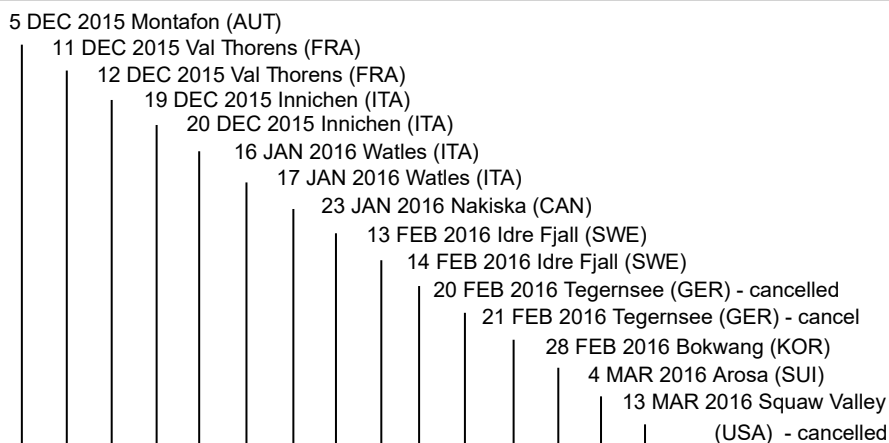 5 DEC 2015 Montafon (AUT)
11 DEC 2015 Val Thorens (FRA)
12 DEC 2015 Val Thorens (FRA)
19 DEC 2015 Innichen (ITA)
20 DEC 2015 Innichen (ITA)
16 JAN 2016 Watles (ITA)
17 JAN 2016 Watles (ITA)
23 JAN 2016 Nakiska (CAN)
13 FEB 2016 Idre Fjall (SWE)
14 FEB 2016 Idre Fjall (SWE)
20 FEB 2016 Tegernsee (GER) - cancelled
21 FEB 2016 Tegernsee (GER) - cancel
28 FEB 2016 Bokwang (KOR)
4 MAR 2016 Arosa (SUI)
13 MAR 2016 Squaw Valley
(USA) - cancelled